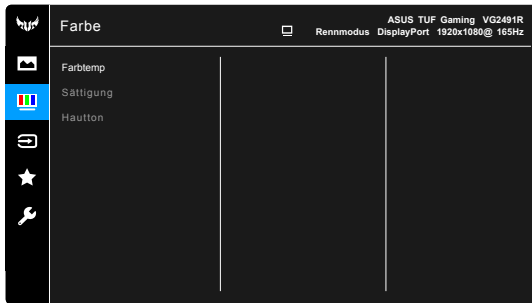 Farbe
ASUS TUF Gaming VG2491R
Rennmodus DisplayPort 1920x1080@ 165Hz
Farbtemp
Sättigung
Hautton